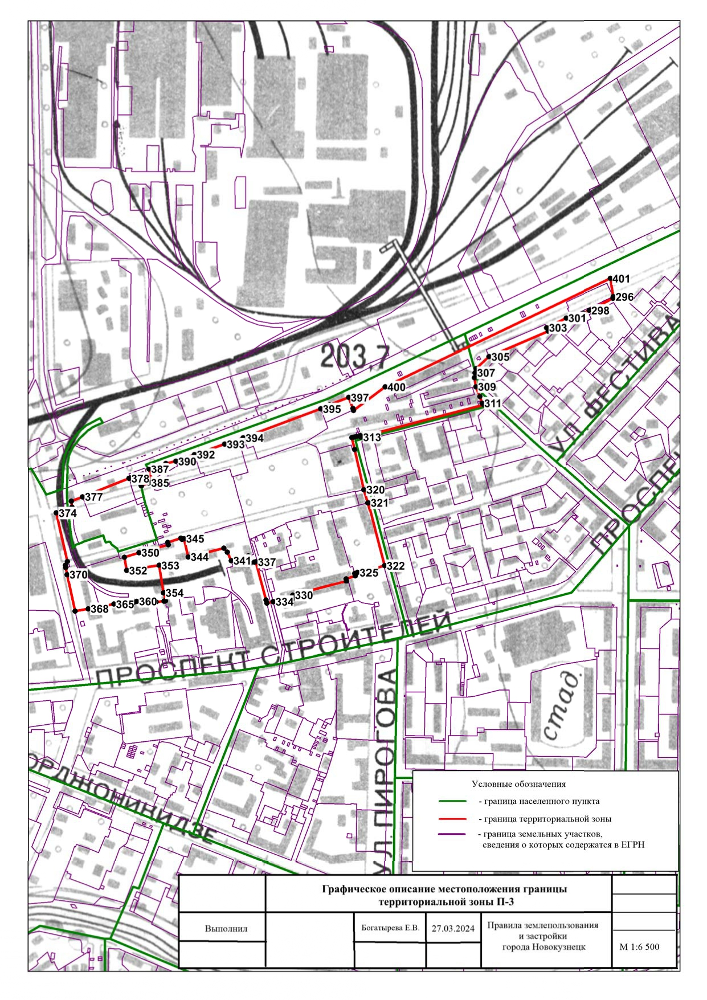 401
296
298
301
303
203,7
305
307
309
400
397
311
395
УЛ ФЕСТИВА
313
394
393
392
390
387
378
385
320
377
321
ПРОСПЕН
374
345
350
344
341
337
353
352
322
325
370
354
330
334
360
365
368
ПРОСПЕКТ СТРОИТЕЛЕЙ
стад.
УЛ.ПИРОГОВА
ОРДЖОНИКИДЗЕ
Условные обозначения
- граница населенного пункта
- граница территориальной зоны
- граница земельных участков,
сведения о которых содержатся в ЕГРН
Графическое описание местоположения границы
территориальной зоны П-3
Выполнил
Богатырева Е.В.
27.03.2024
Правила землепользования
и застройки
города Новокузнецк
М 1:6 500